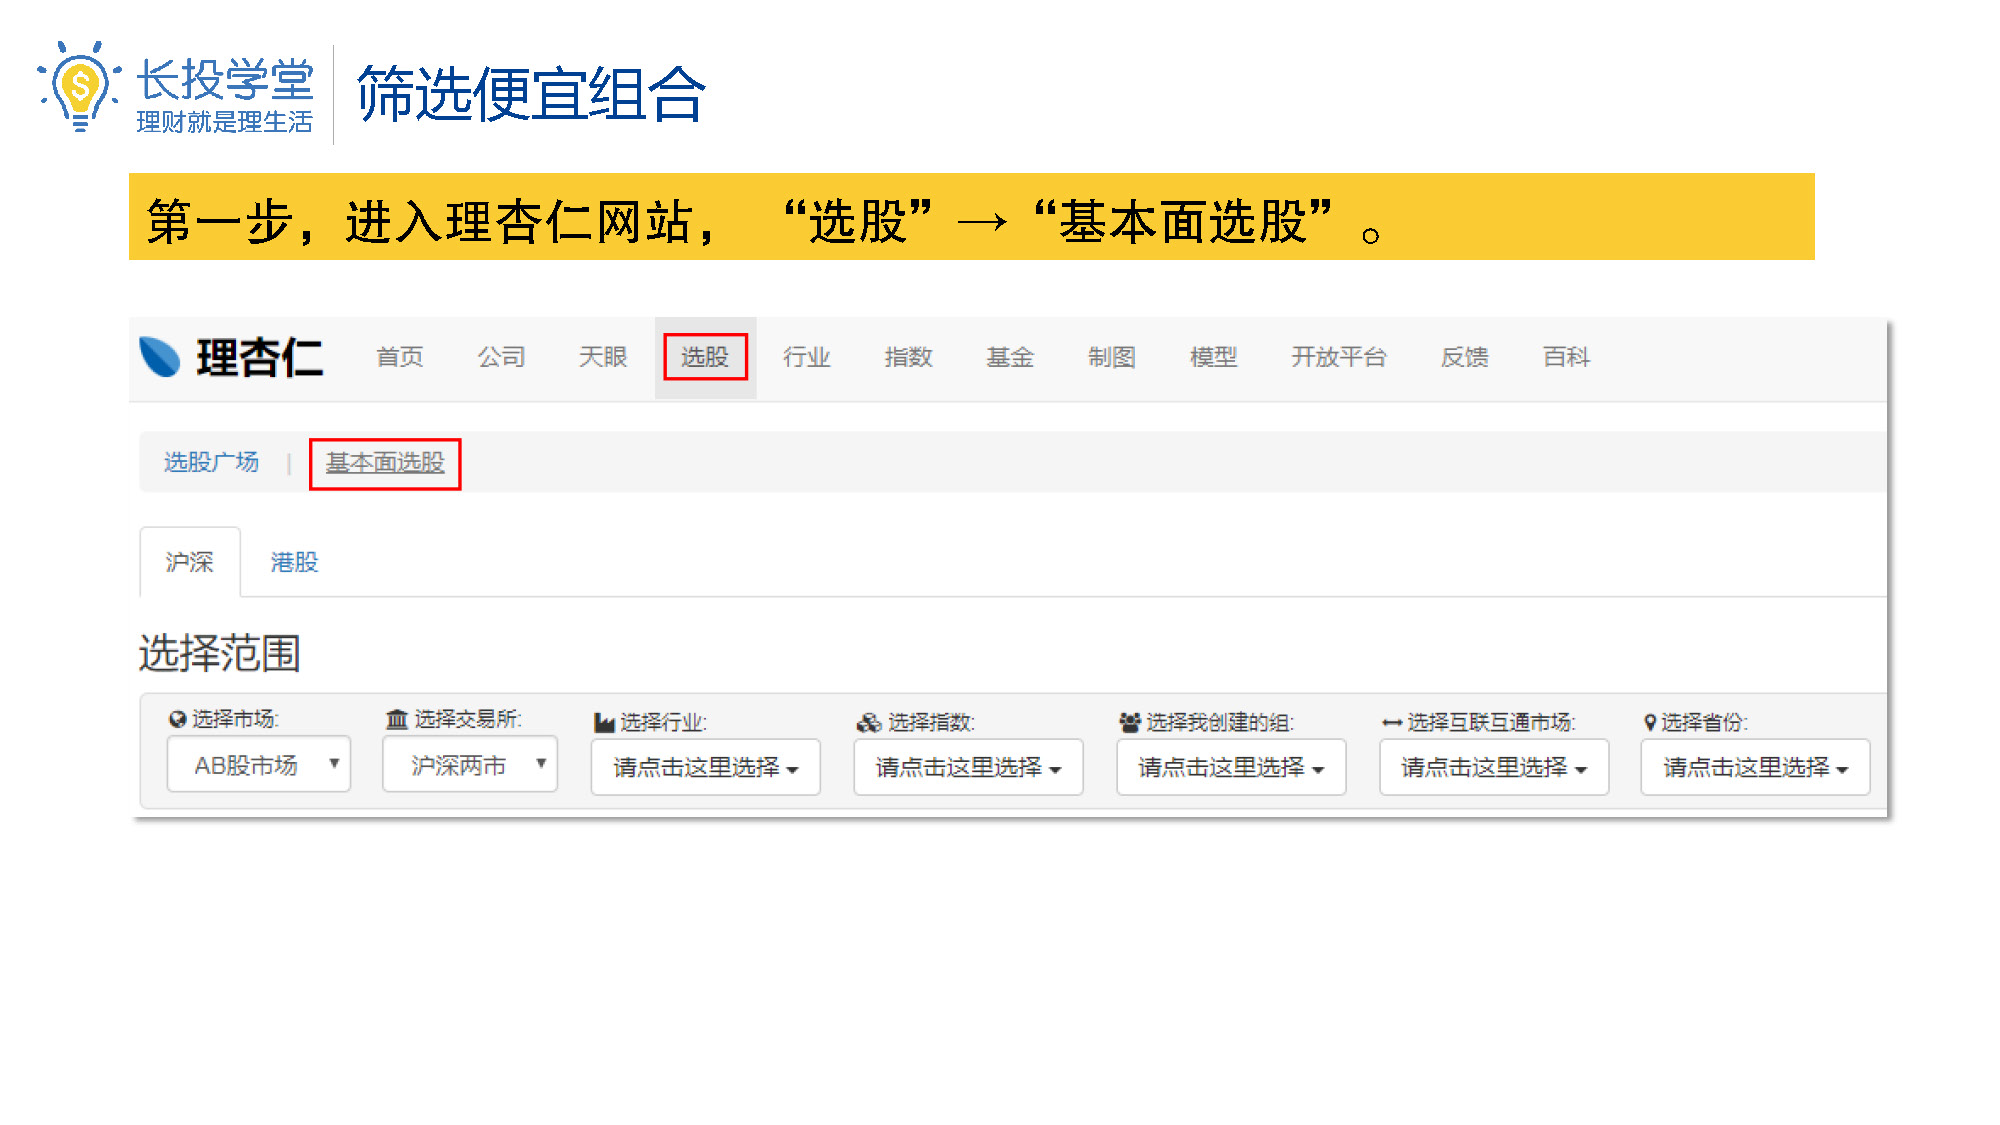 长投学堂
理财就是理生活
筛选便宜组合
第一步，进入理杏仁网站，“选股”→“基本面选股”。
理杏仁 首页 公司 天眼 选股 行业 指数 基金 制图 模型 开放平台 反馈 百科
选股广场 | 基本面选股
沪深 港股
选择范围
选择市场: 选择交易所: 选择行业: 选择指数: 选择我创建的组: 选择互联互通市场: 选择省份:
AB股市场 沪深两市 请点击这里选择 请点击这里选择 请点击这里选择 请点击这里选择 请点击这里选择